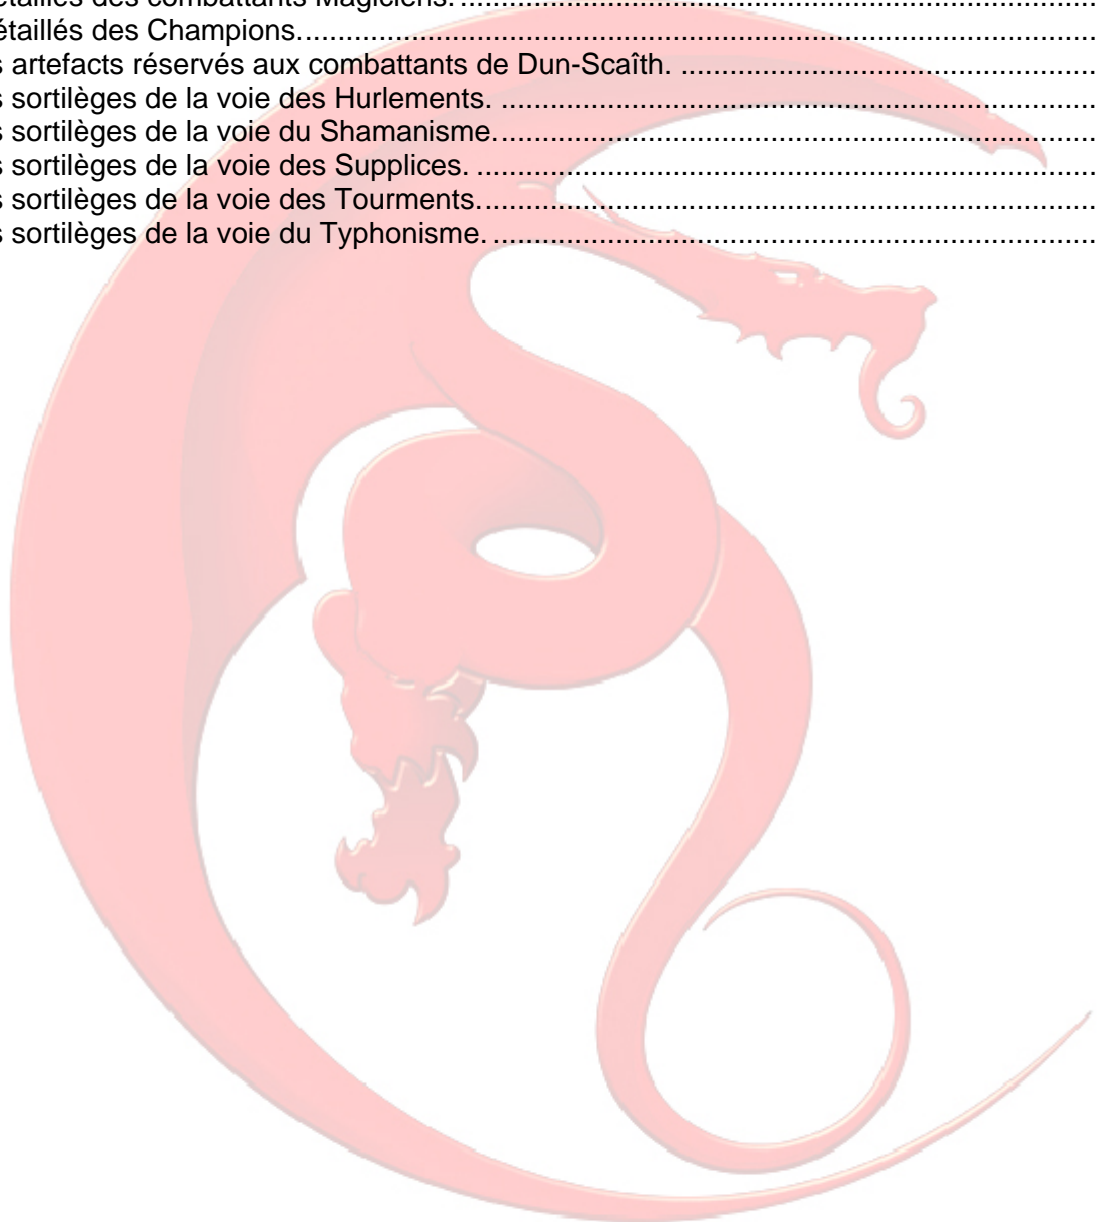 étaillés des combattants Magiciens. ........................................................................
étaillés des Champions. ........................................................................
s artefacts réservés aux combattants de Dun-Scaîth. ........................................................................
s sortilèges de la voie des Hurlements. ........................................................................
s sortilèges de la voie du Shamanisme. ........................................................................
s sortilèges de la voie des Supplices. ........................................................................
s sortilèges de la voie des Tourments. ........................................................................
s sortilèges de la voie du Typhonisme. ........................................................................